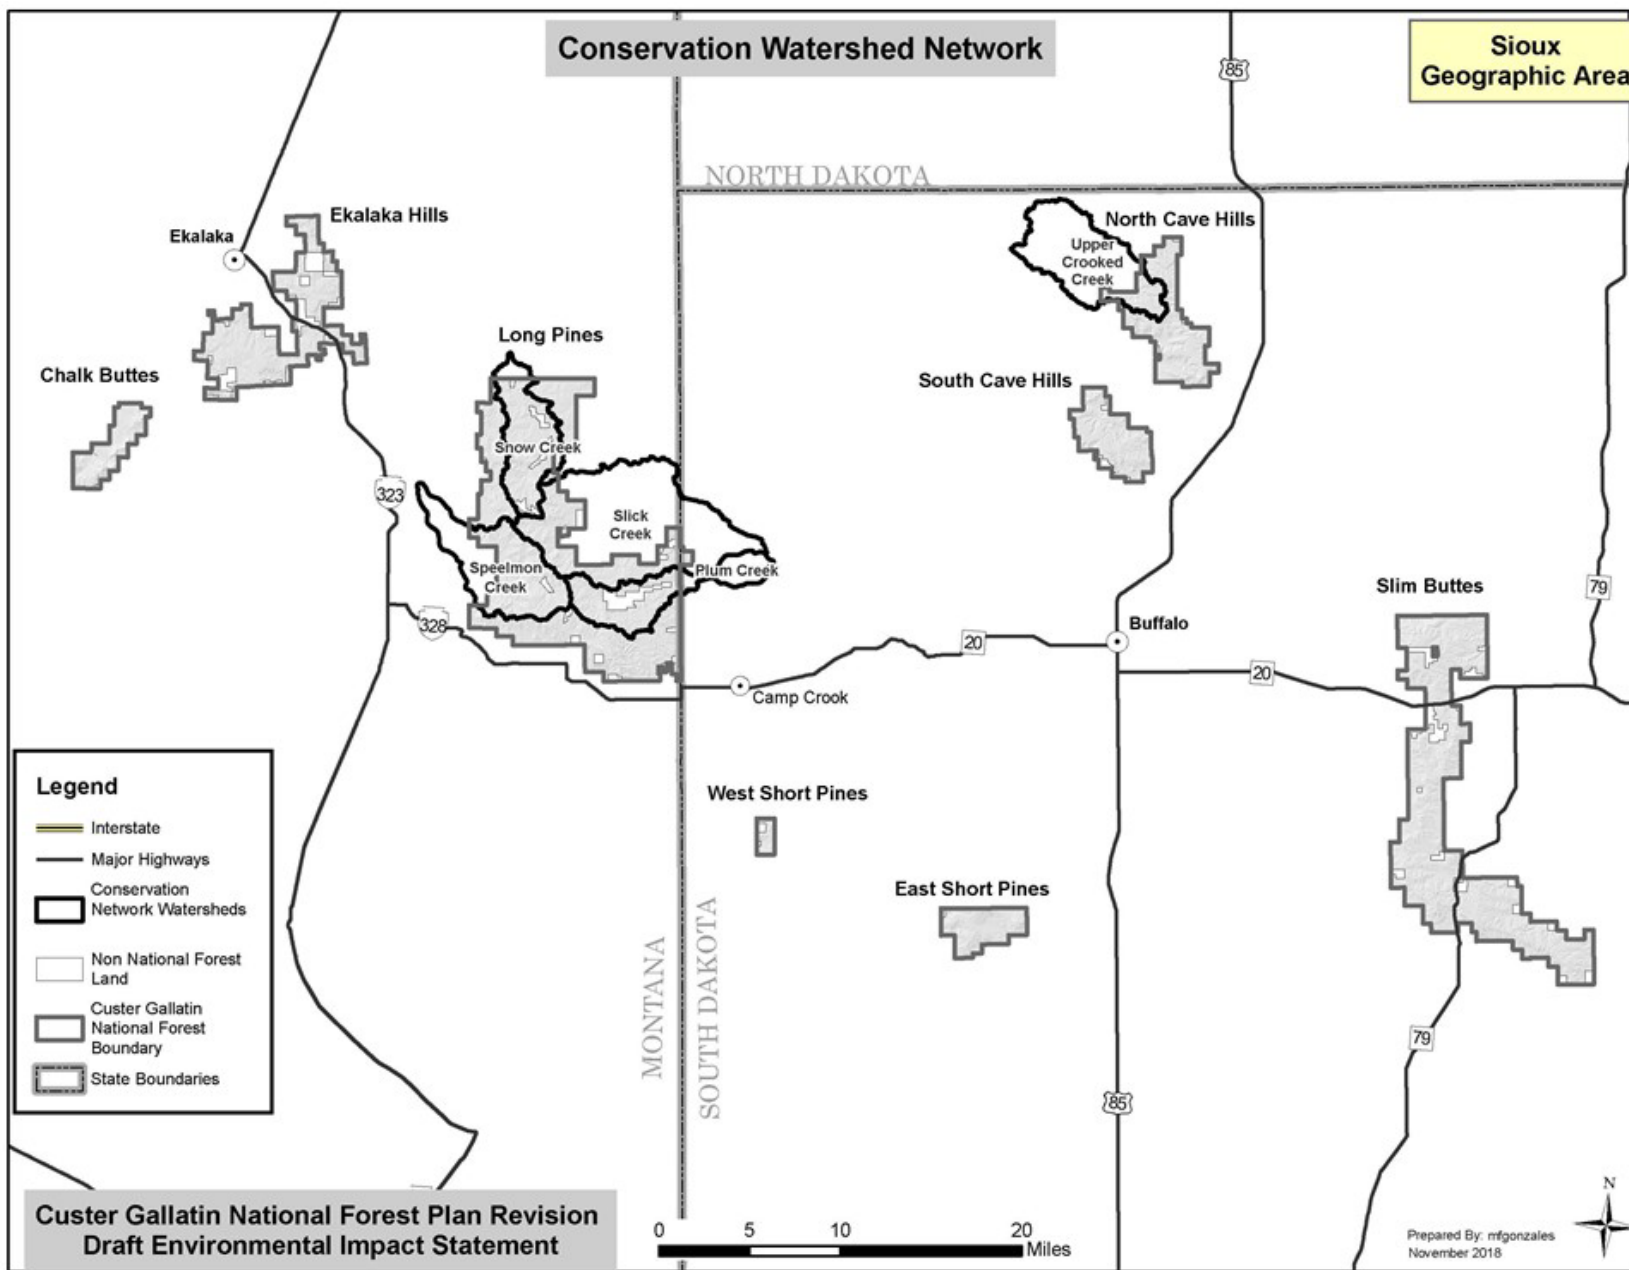 Conservation Watershed Network
Sioux
Geographic Area
85
NORTH DAKOTA
Ekalaka Hills
Ekalaka
North Cave Hills
Upper
Crooked
Creek
Long Pines
Chalk Buttes
South Cave Hills
Snow Creek
323
Slick
Creek
Speelmon
Creek
Plum Creek
Slim Buttes
79
328
20
Buffalo
20
Camp Crook
West Short Pines
East Short Pines
MONTANA
SOUTH DAKOTA
79
85
Legend
Interstate
Major Highways
Conservation
Network Watersheds
Non National Forest
Land
Custer Gallatin
National Forest
Boundary
State Boundaries
Custer Gallatin National Forest Plan Revision
Draft Environmental Impact Statement
0 5 10 20
Miles
N
Prepared By: mfgonzales
November 2018